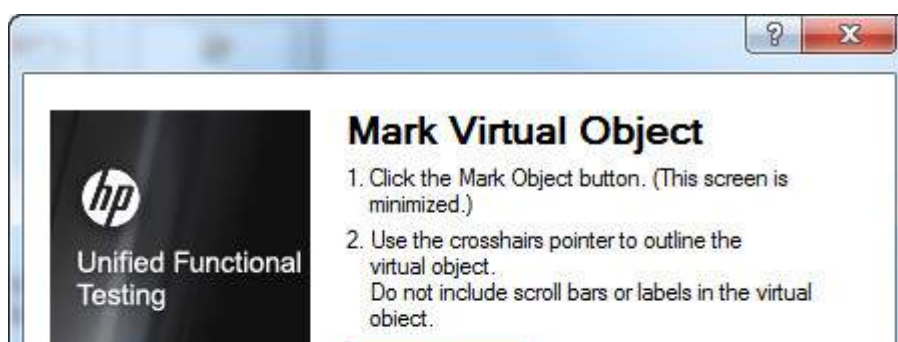 ?
X
Mark Virtual Object
hp
1. Click the Mark Object button. (This screen is
minimized.)
2. Use the crosshairs pointer to outline the
virtual object.
Unified Functional
Testing
Do not include scroll bars or labels in the virtual
object.